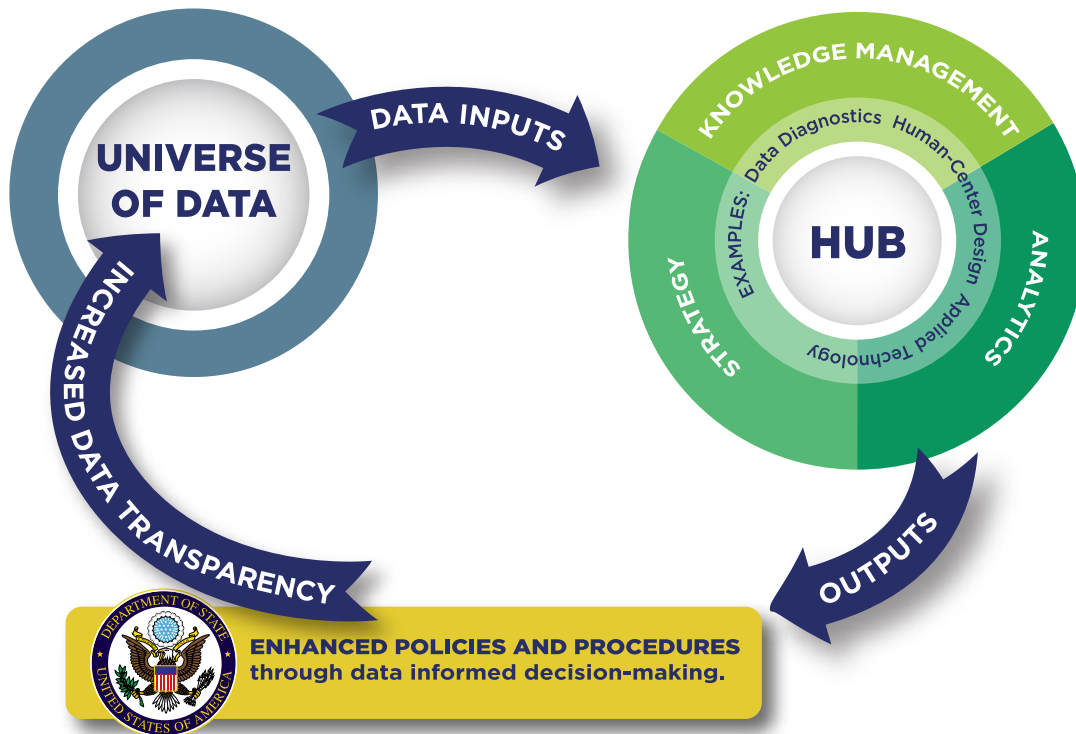 UNIVERSE
OF DATA
DATA INPUTS
KNOWLEDGE MANAGEMENT
EXAMPLES: Data Diagnostics Human-Center Design Applied Technology
HUB
STRATEGY
ANALYTICS
OUTPUTS
INCREASED DATA TRANSPARENCY
DEPARTMENT OF STATE
UNITED STATES OF AMERICA
ENHANCED POLICIES AND PROCEDURES
through data informed decision-making.